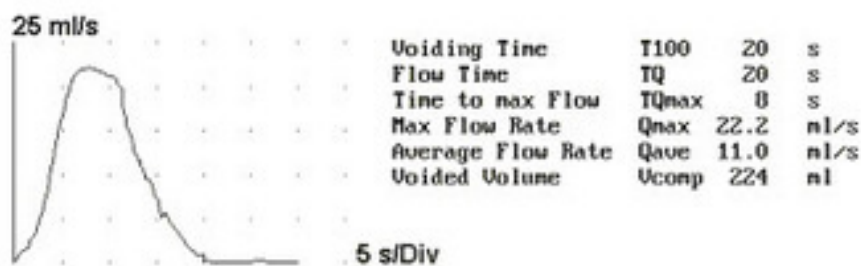 25 ml/s
Voiding Time T100 20 s
Flow Time TQ 20 s
Time to max Flow TQmax 8 s
Max Flow Rate Qmax 22.2 ml/s
Average Flow Rate Qave 11.0 ml/s
Voided Volume Vcomp 224 ml
5 s/Div